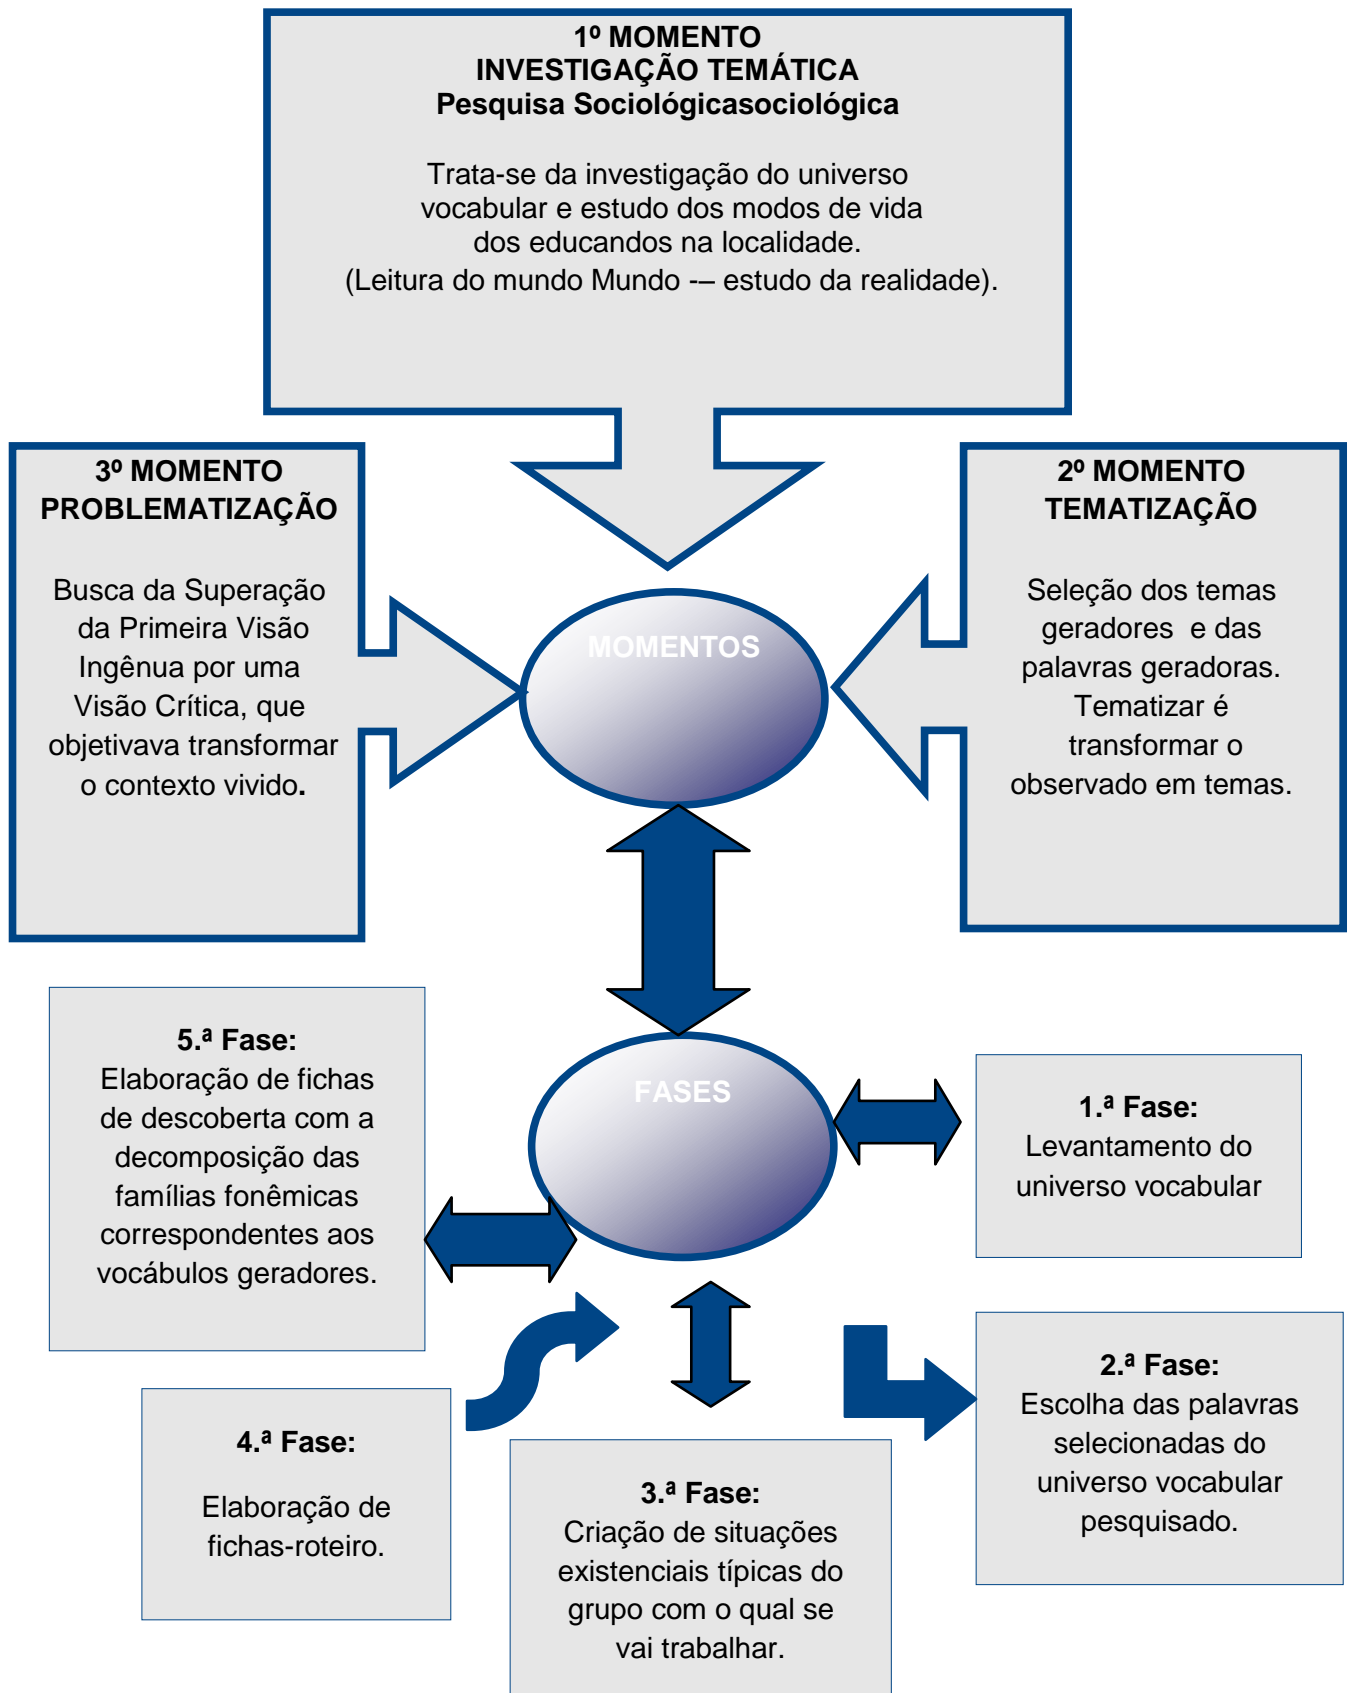 1º MOMENTO
INVESTIGAÇÃO TEMÁTICA
Pesquisa Sociológicasociológica
Trata-se da investigação do universo
vocabular e estudo dos modos de vida
dos educandos na localidade.
(Leitura do mundo Mundo -– estudo da realidade).
3º MOMENTO
PROBLEMATIZAÇÃO
Busca da Superação
da Primeira Visão
Ingênua por uma
Visão Crítica, que
objetivava transformar
o contexto vivido.
2º MOMENTO
TEMATIZAÇÃO
Seleção dos temas
geradores e das
palavras geradoras.
Tematizar é
transformar o
observado em temas.
MOMENTOS
FASES
5.ª Fase:
Elaboração de fichas
de descoberta com a
decomposição das
famílias fonêmicas
correspondentes aos
vocábulos geradores.
1.ª Fase:
Levantamento do
universo vocabular
4.ª Fase:
Elaboração de
fichas-roteiro.
3.ª Fase:
Criação de situações
existenciais típicas do
grupo com o qual se
vai trabalhar.
2.ª Fase:
Escolha das palavras
selecionadas do
universo vocabular
pesquisado.